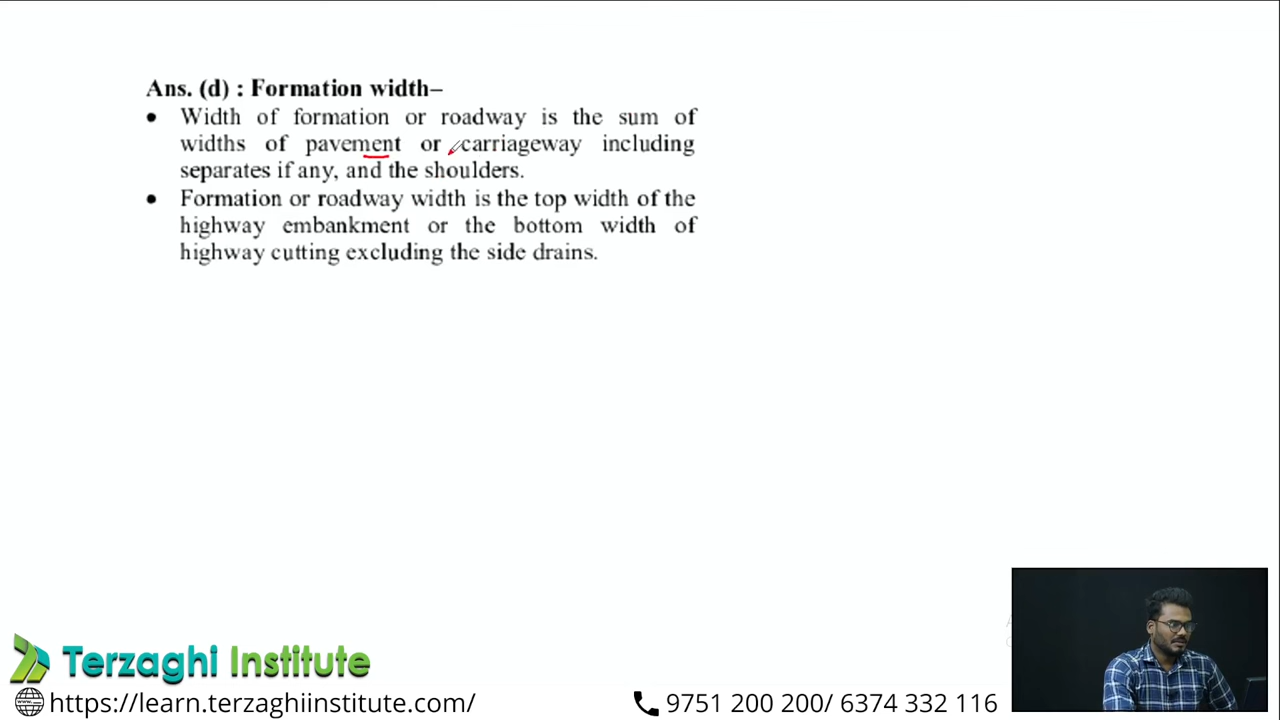 Ans. (d) : Formation width–
• Width of formation or roadway is the sum of
widths of pavement or carriageway including
separates if any, and the shoulders.
• Formation or roadway width is the top width of the
highway embankment or the bottom width of
highway cutting excluding the side drains.
Terzaghi Institute
https://learn.terzaghiinstitute.com/
9751 200 200/ 6374 332 116